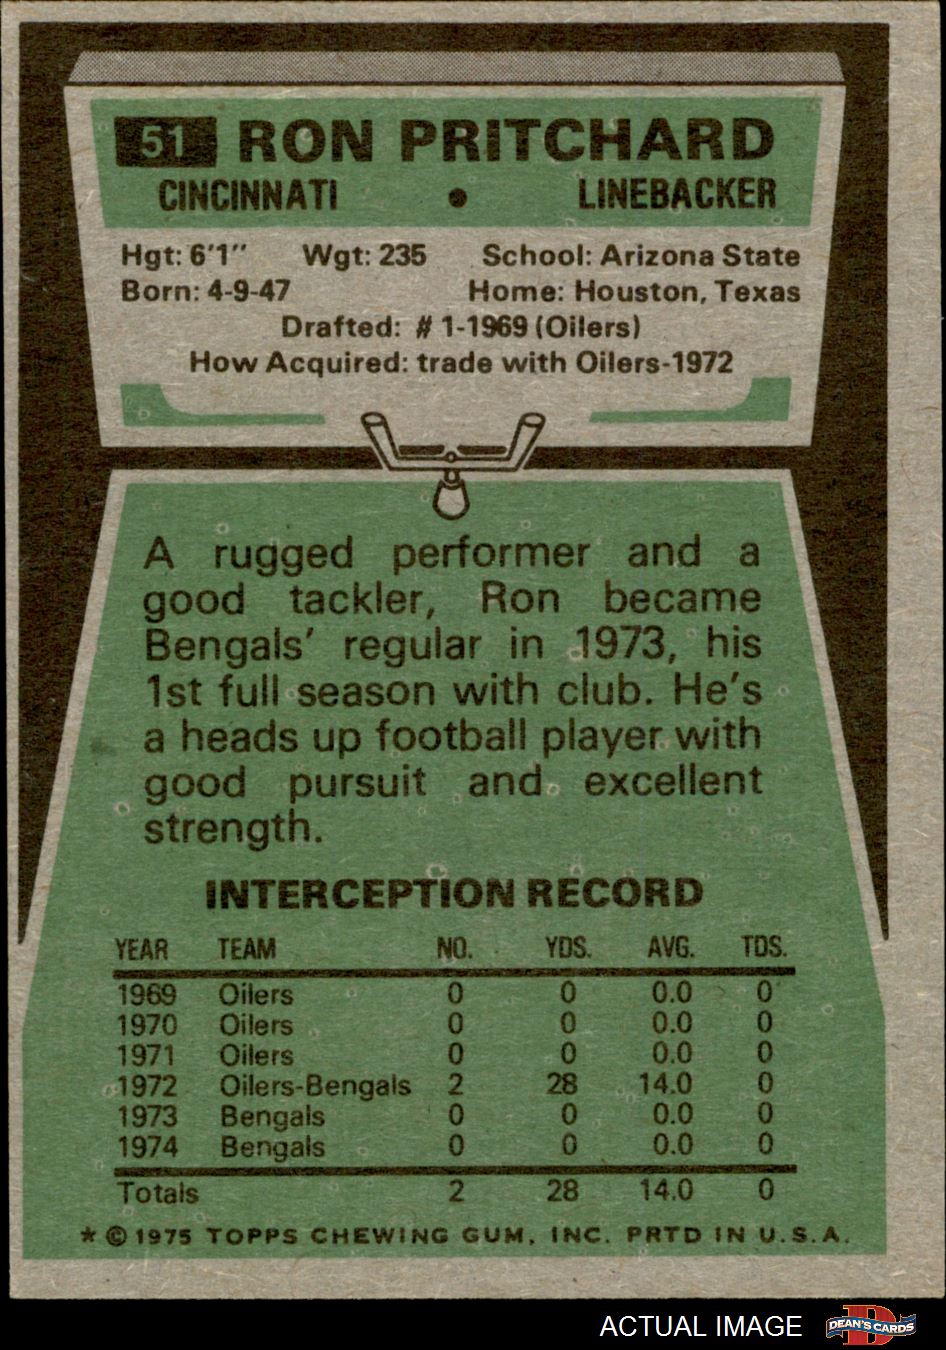 51 RON PRITCHARD
CINCINNATI • LINEBACKER
Hgt: 6'1" Wgt: 235 School: Arizona State
Born: 4-9-47 Home: Houston, Texas
Drafted: #1-1969 (Oilers)
How Acquired: trade with Oilers-1972
A rugged performer and a
good tackler, Ron became
Bengals' regular in 1973, his
1st full season with club. He's
a heads up football player with
good pursuit and excellent
strength.
INTERCEPTION RECORD
YEAR TEAM NO. YDS. AVG. TDS.
1969 Oilers 0 0 0.0 0
1970 Oilers 0 0 0.0 0
1971 Oilers 0 0 0.0 0
1972 Oilers-Bengals 2 28 14.0 0
1973 Bengals 0 0 0.0 0
1974 Bengals 0 0 0.0 0
Totals 2 28 14.0 0
* © 1975 TOPPS CHEWING GUM, INC. PRTD IN U.S.A.
ACTUAL IMAGE D DEAN'S CARDS